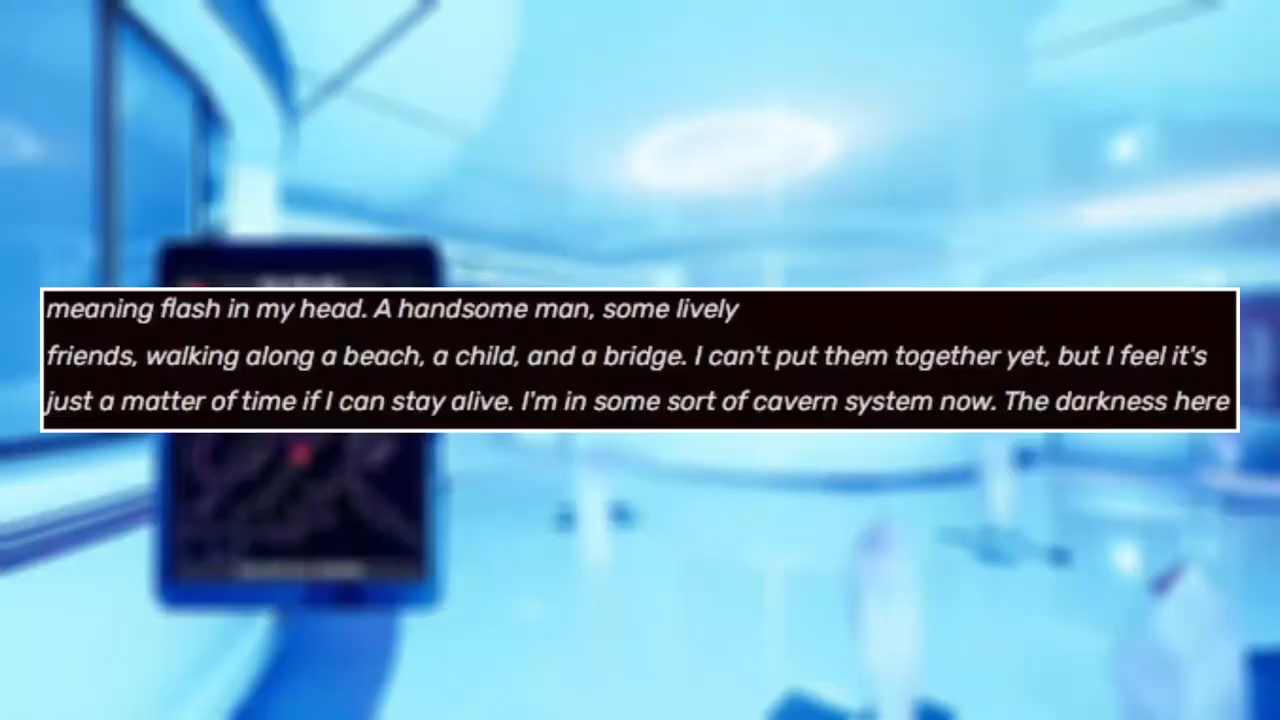 meaning flash in my head. A handsome man, some lively
friends, walking along a beach, a child, and a bridge. I can't put them together yet, but I feel it's
just a matter of time if I can stay alive. I'm in some sort of cavern system now. The darkness here